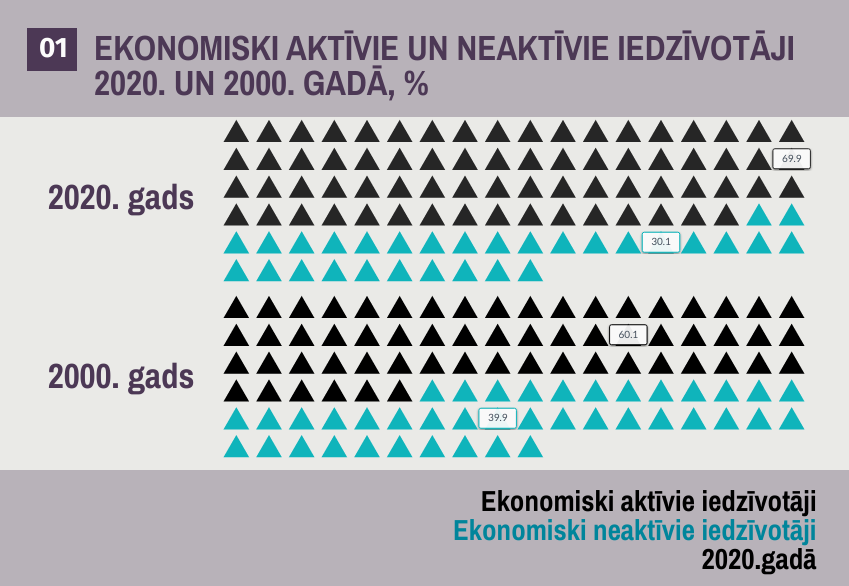 01
EKONOMISKI AKTĪVIE UN NEAKTĪVIE IEDZĪVOTĀJI
2020. UN 2000. GADĀ, %
69.9
2020. gads
30.1
60.1
2000. gads
39.9
Ekonomiski aktīvie iedzīvotāji
Ekonomiski neaktīvie iedzīvotāji
2020.gadā